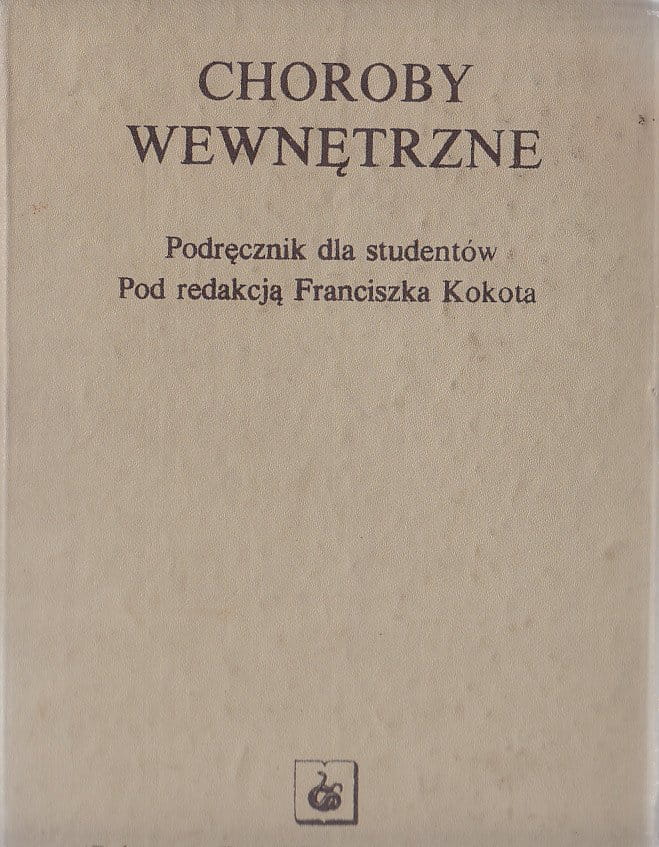 CHOROBY
WEWNĘTRZNE
Podręcznik dla studentów
Pod redakcją Franciszka Kokota